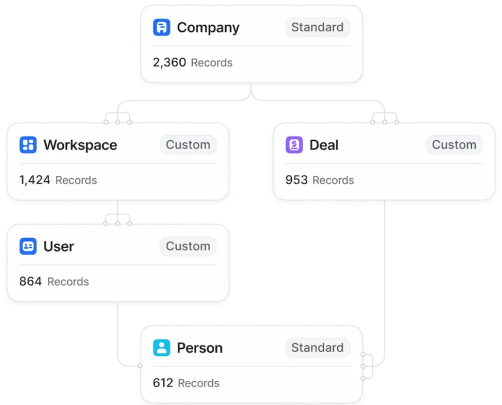 Company Standard
2,360 Records
Workspace Custom
1,424 Records
Deal Custom
953 Records
User Custom
864 Records
Person Standard
612 Records